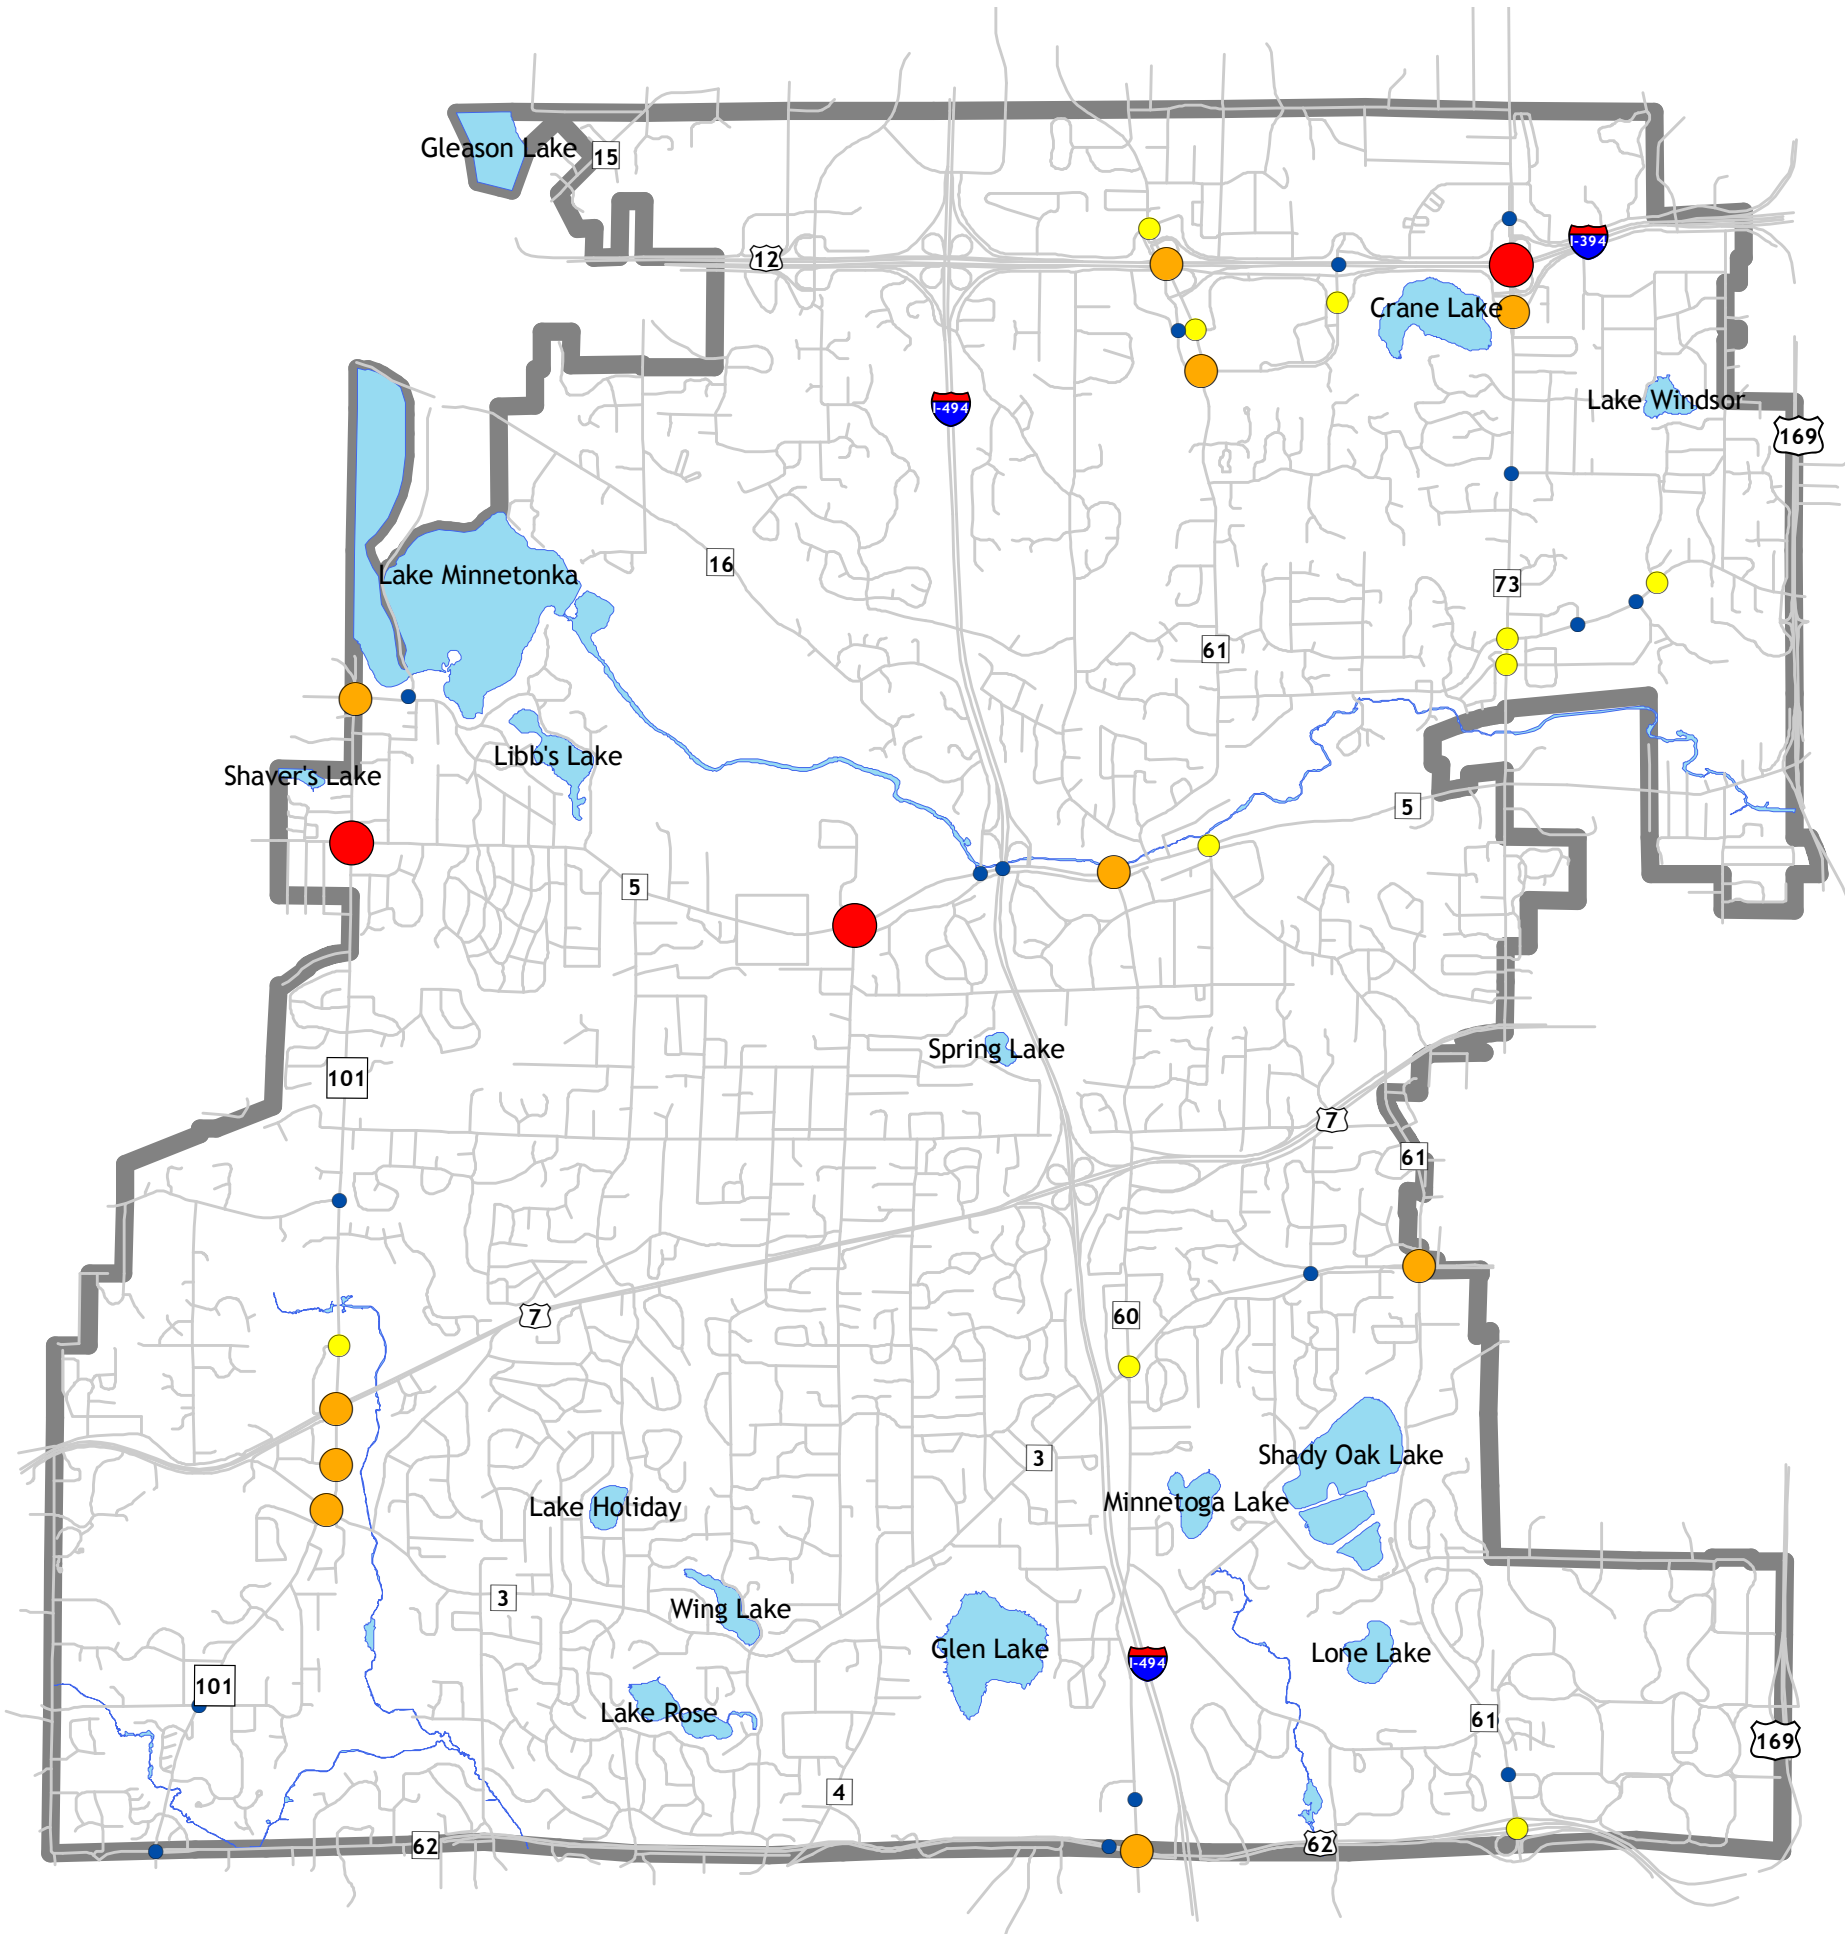 Gleason Lake
15
12
I-394
Crane Lake
Lake Windsor
I-494
169
16
Lake Minnetonka
73
61
Libb's Lake
Shaver's Lake
5
5
Spring Lake
101
7
61
7
60
3
Shady Oak Lake
Minnetoga Lake
Lake Holiday
3
Wing Lake
Glen Lake
I-494
Lone Lake
101
Lake Rose
61
169
4
62
62